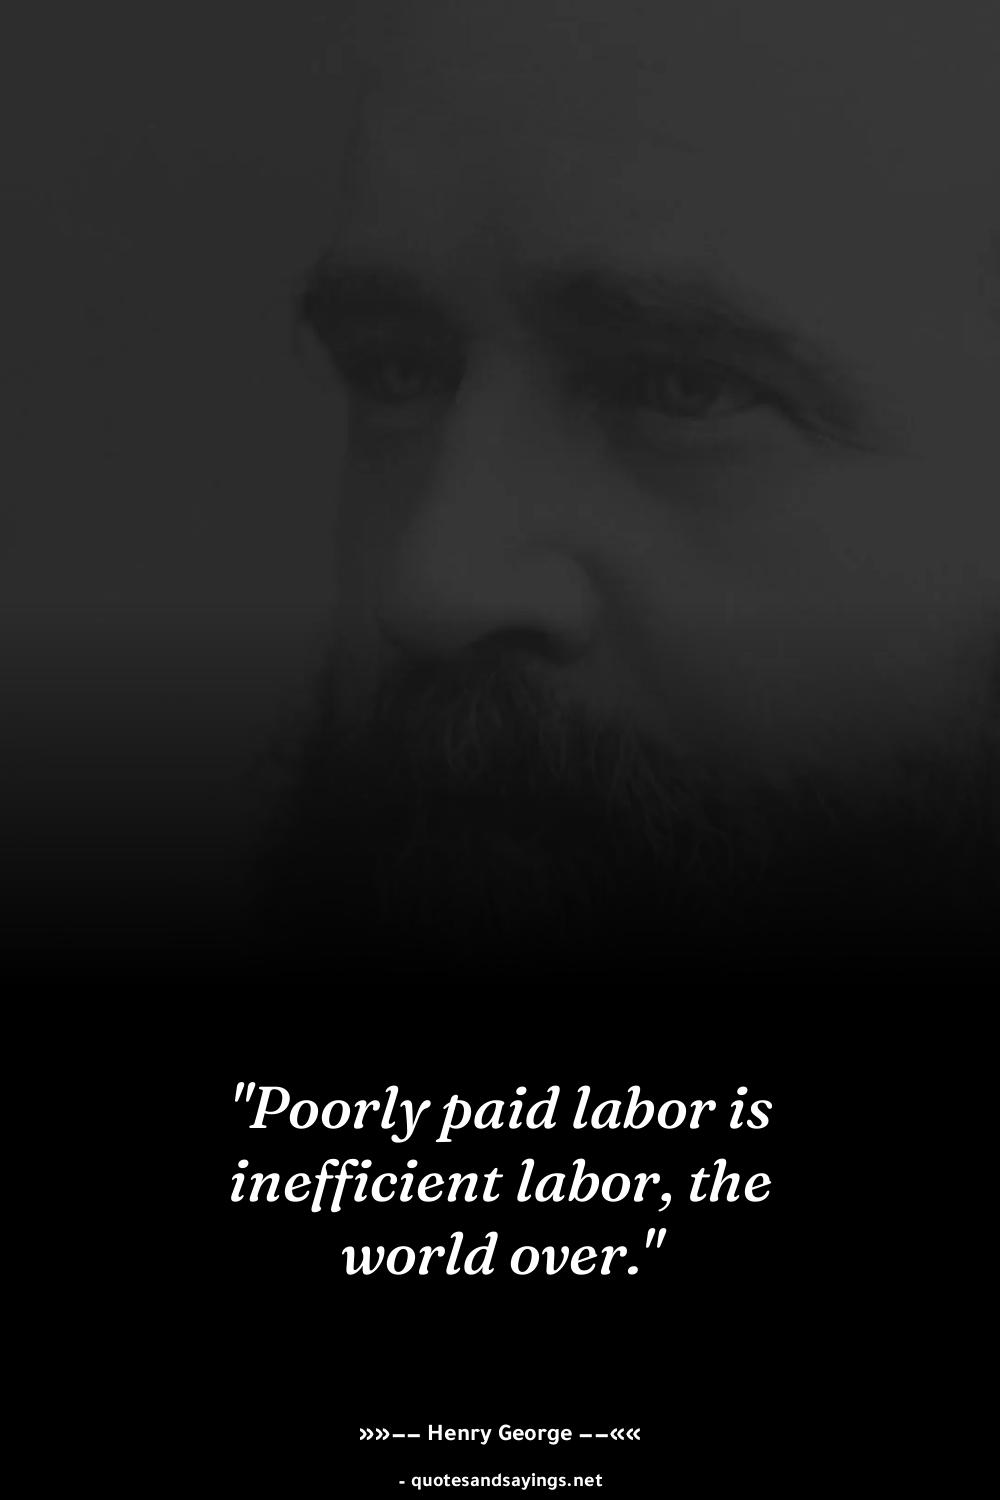 "Poorly paid labor is
inefficient labor, the
world over."
»»−− Henry George −−««
- quotesandsayings.net